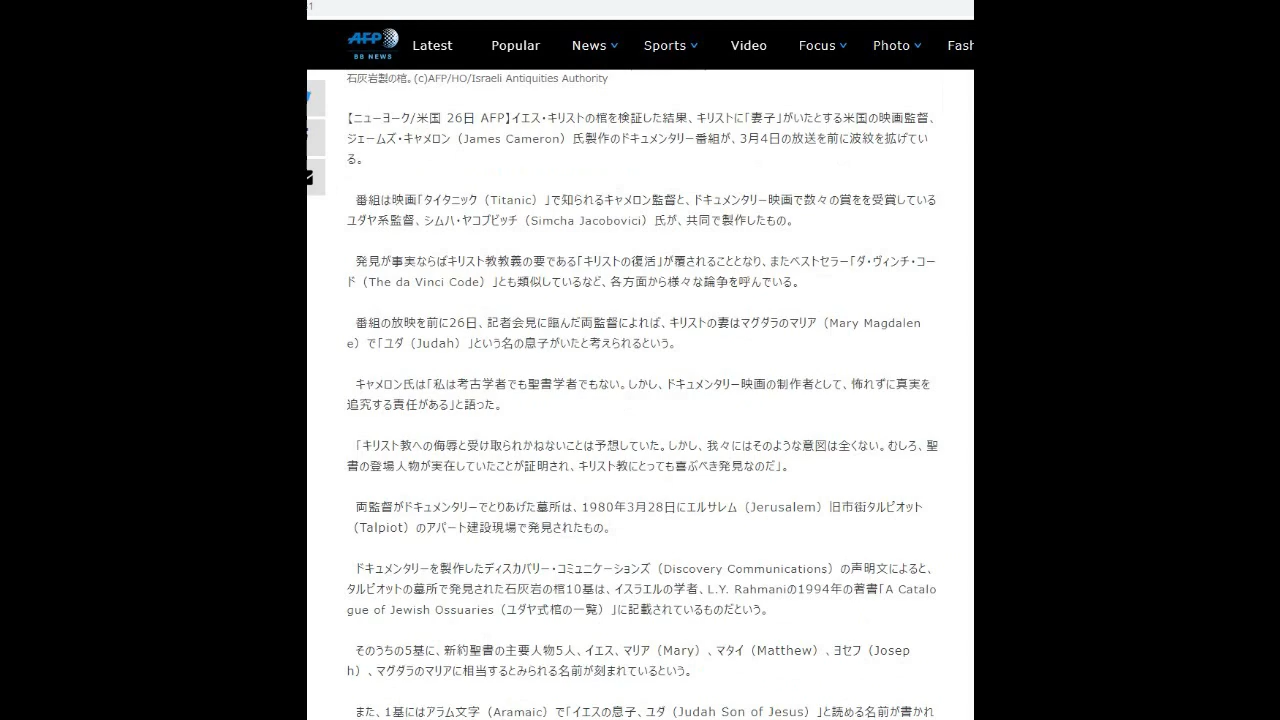 AFP
BB NEWS
Latest Popular News Sports Video Focus Photo Fash
石灰岩製の棺。(c)AFP/HO/Israeli Antiquities Authority
【ニューヨーク/米国 26日 AFP】イエス・キリストの棺を検証した結果、キリストに「妻子」がいたとする米国の映画監督、
ジェームズ・キャメロン（James Cameron）氏製作のドキュメンタリー番組が、3月4日の放送を前に波紋を拡げてい
る。
番組は映画「タイタニック（Titanic）」で知られるキャメロン監督と、ドキュメンタリー映画で数々の賞をを受賞している
ユダヤ系監督、シムハ・ヤコブビッチ（Simcha Jacobovici）氏が、共同で製作したもの。
発見が事実ならばキリスト教教義の要である「キリストの復活」が覆されることとなり、またベストセラー「ダ・ヴィンチ・コー
ド（The da Vinci Code）」とも類似しているなど、各方面から様々な論争を呼んでいる。
番組の放映を前に26日、記者会見に臨んだ両監督によれば、キリストの妻はマグダラのマリア（Mary Magdalen
e）で「ユダ（Judah）」という名の息子がいたと考えられるという。
キャメロン氏は「私は考古学者でも聖書学者でもない。しかし、ドキュメンタリー映画の制作者として、怖れずに真実を
追究する責任がある」と語った。
「キリスト教への侮辱と受け取られかねないことは予想していた。しかし、我々にはそのような意図は全くない。むしろ、聖
書の登場人物が実在していたことが証明され、キリスト教にとっても喜ぶべき発見なのだ」。
両監督がドキュメンタリーでとりあげた墓所は、1980年3月28日にエルサレム（Jerusalem）旧市街タルピオット
（Talpiot）のアパート建設現場で発見されたもの。
ドキュメンタリーを製作したディスカバリー・コミュニケーションズ（Discovery Communications）の声明文によると、
タルピオットの墓所で発見された石灰岩の棺10基は、イスラエルの学者、L.Y. Rahmaniの1994年の著書「A Catalo
gue of Jewish Ossuaries（ユダヤ式棺の一覧）」に記載されているものだという。
そのうちの5基に、新約聖書の主要人物5人、イエス、マリア（Mary）、マタイ（Matthew）、ヨセフ（Josep
h）、マグダラのマリアに相当するとみられる名前が刻まれているという。
また、1基にはアラム文字（Aramaic）で「イエスの息子、ユダ（Judah Son of Jesus）」と読める名前が書かれ